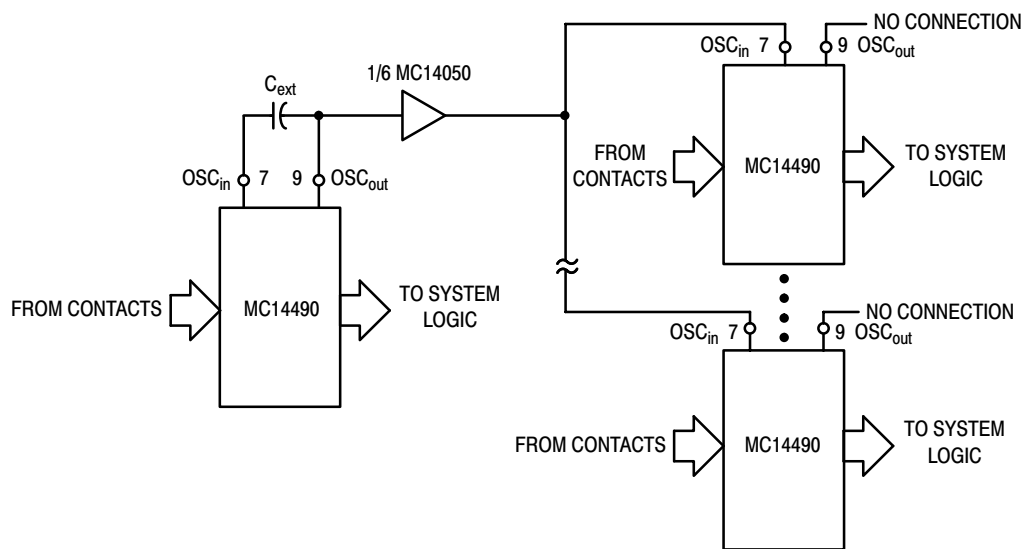 NO CONNECTION
OSCin 7 9 OSCout
1/6 MC14050
Cext
FROM
CONTACTS
MC14490
TO SYSTEM
LOGIC
OSCin 7 9 OSCout
FROM CONTACTS
MC14490
TO SYSTEM
LOGIC
NO CONNECTION
OSCin 7 9 OSCout
FROM CONTACTS
MC14490
TO SYSTEM
LOGIC